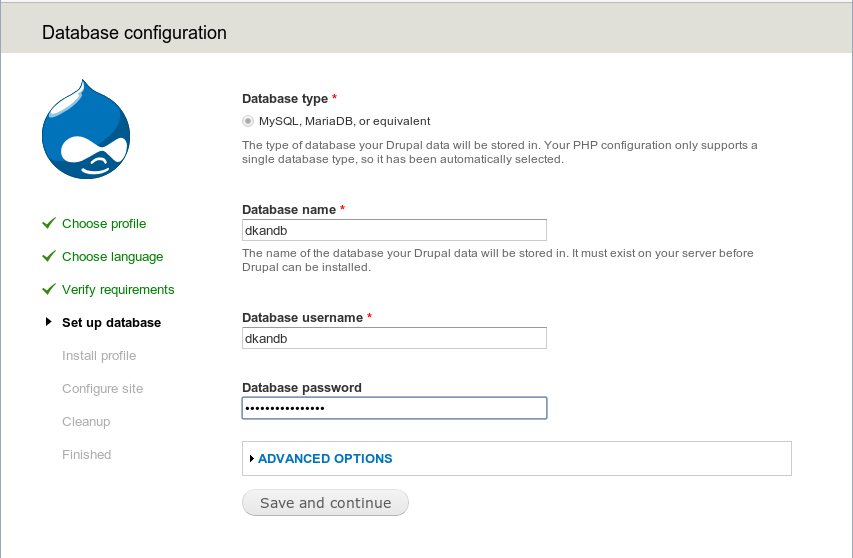 Database configuration
Choose profile
Choose language
Verify requirements
Set up database
Install profile
Configure site
Cleanup
Finished
Database type *
MySQL, MariaDB, or equivalent
The type of database your Drupal data will be stored in. Your PHP configuration only supports a
single database type, so it has been automatically selected.
Database name *
dkandb
The name of the database your Drupal data will be stored in. It must exist on your server before
Drupal can be installed.
Database username *
dkandb
Database password
••••••••••••••••
ADVANCED OPTIONS
Save and continue